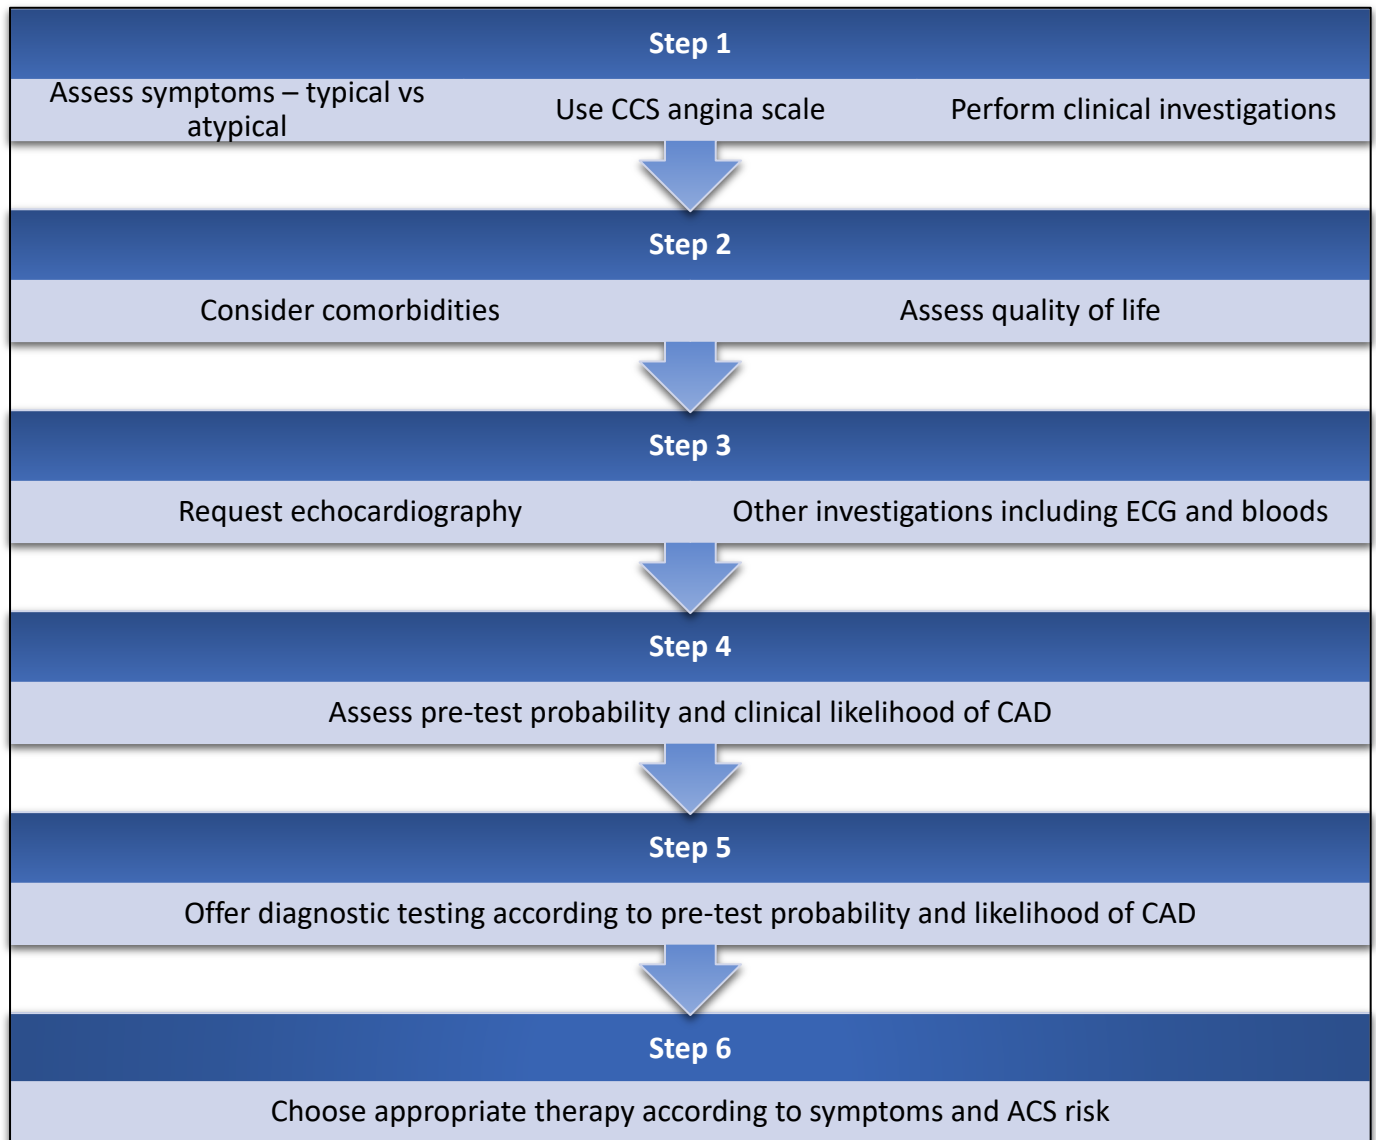 Step 1
Assess symptoms – typical vs
atypical
Use CCS angina scale
Perform clinical investigations
Step 2
Consider comorbidities
Assess quality of life
Step 3
Request echocardiography
Other investigations including ECG and bloods
Step 4
Assess pre-test probability and clinical likelihood of CAD
Step 5
Offer diagnostic testing according to pre-test probability and likelihood of CAD
Step 6
Choose appropriate therapy according to symptoms and ACS risk